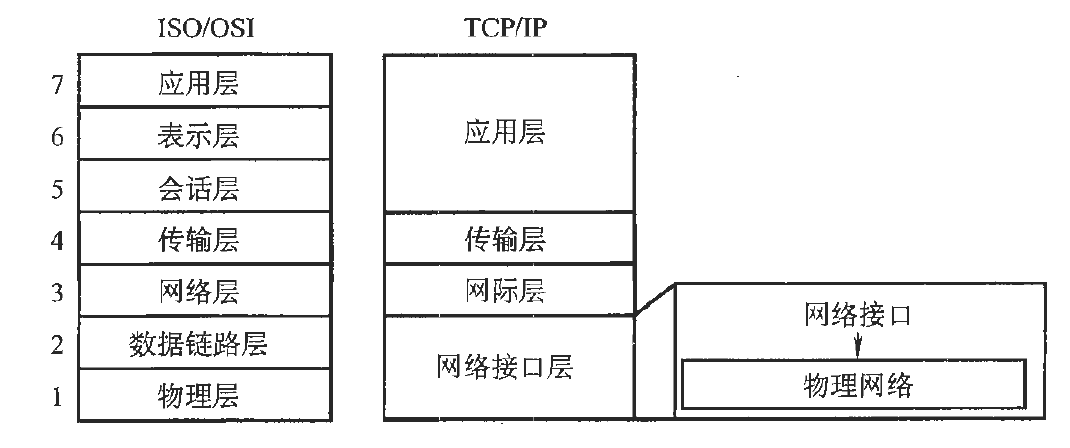 ISO/OSI
TCP/IP
7 应用层
6 表示层
5 会话层
4 传输层
3 网络层
2 数据链路层
1 物理层
应用层
传输层
网际层
网络接口层
网络接口
物理网络